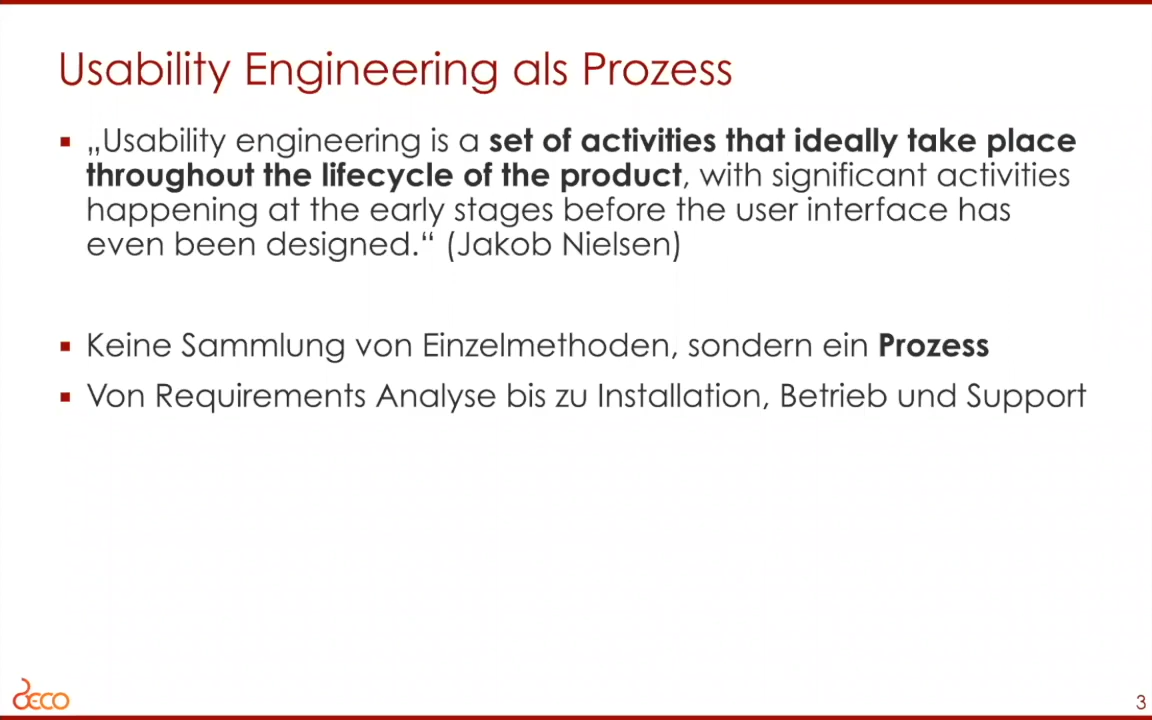 Usability Engineering als Prozess
„Usability engineering is a set of activities that ideally take place
throughout the lifecycle of the product, with significant activities
happening at the early stages before the user interface has
even been designed.“ (Jakob Nielsen)
Keine Sammlung von Einzelmethoden, sondern ein Prozess
Von Requirements Analyse bis zu Installation, Betrieb und Support
DECO
3